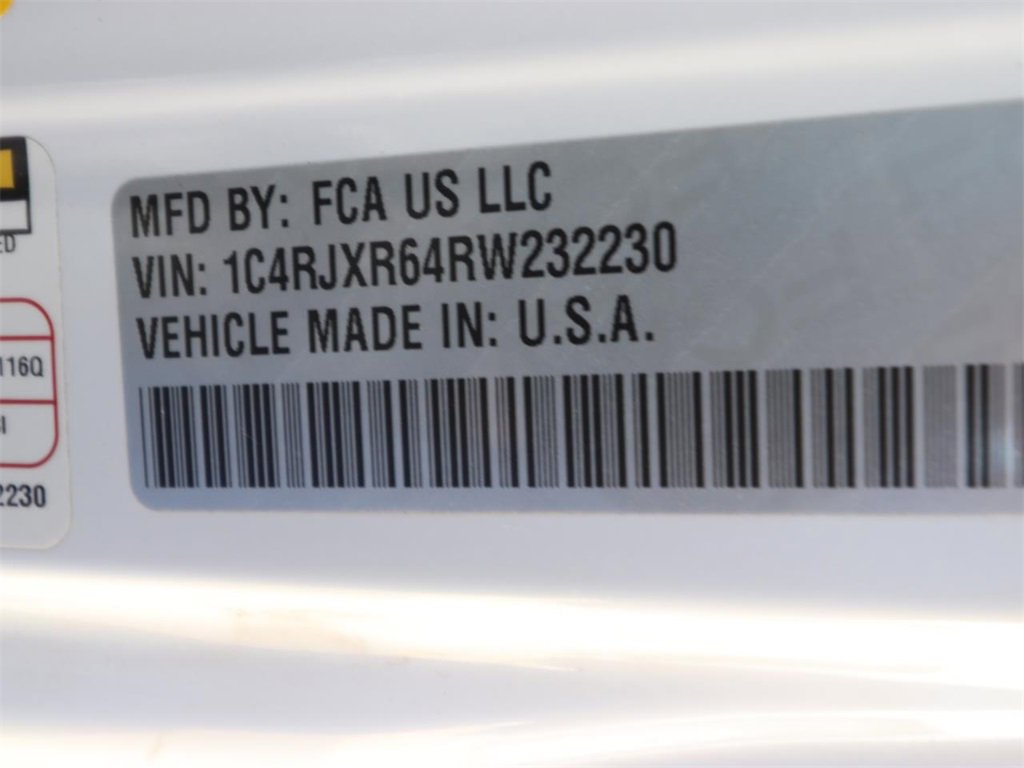 MFD BY: FCA US LLC
VIN: 1C4RJXR64RW232230
VEHICLE MADE IN: U.S.A.
ED
116Q
I
2230